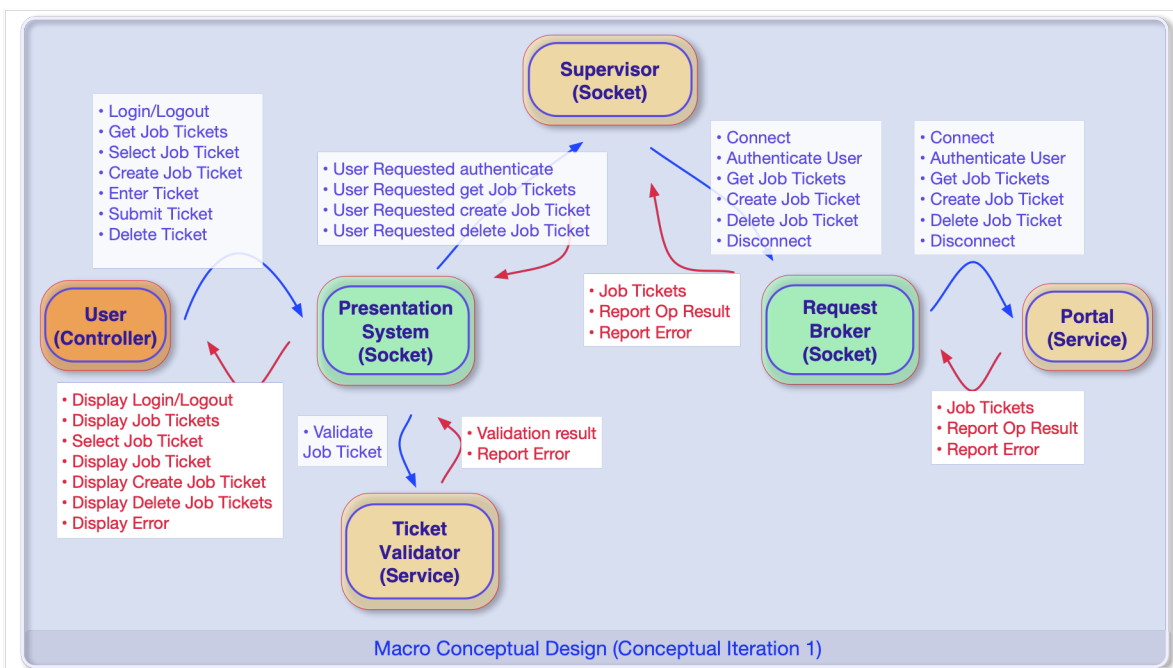 Supervisor
(Socket)
• Login/Logout
• Get Job Tickets
• Select Job Ticket
• Create Job Ticket
• Enter Ticket
• Submit Ticket
• Delete Ticket
• User Requested authenticate
• User Requested get Job Tickets
• User Requested create Job Ticket
• User Requested delete Job Ticket
• Connect
• Authenticate User
• Get Job Tickets
• Create Job Ticket
• Delete Job Ticket
• Disconnect
• Connect
• Authenticate User
• Get Job Tickets
• Create Job Ticket
• Delete Job Ticket
• Disconnect
User
(Controller)
Presentation
System
(Socket)
• Job Tickets
• Report Op Result
• Report Error
Request
Broker
(Socket)
Portal
(Service)
• Display Login/Logout
• Display Job Tickets
• Select Job Ticket
• Display Job Ticket
• Display Create Job Ticket
• Display Delete Job Tickets
• Display Error
• Validate
Job Ticket
• Validation result
• Report Error
• Job Tickets
• Report Op Result
• Report Error
Ticket
Validator
(Service)
Macro Conceptual Design (Conceptual Iteration 1)